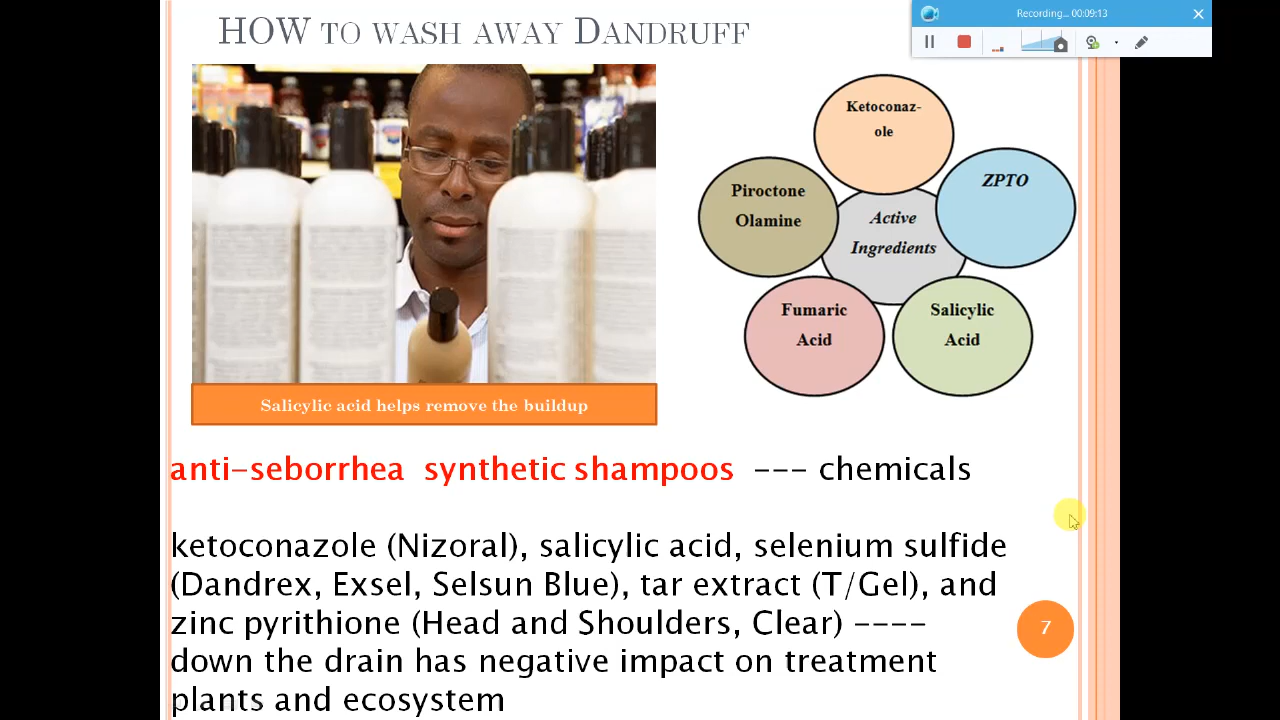 HOW TO WASH AWAY DANDRUFF
Recording... 00:09:13
Ketoconaz-
ole
ZPTO
Piroctone
Olamine
Active
Ingredients
Fumaric
Acid
Salicylic
Acid
Salicylic acid helps remove the buildup
anti-seborrhea synthetic shampoos --- chemicals
ketoconazole (Nizoral), salicylic acid, selenium sulfide
(Dandrex, Exsel, Selsun Blue), tar extract (T/Gel), and
zinc pyrithione (Head and Shoulders, Clear) ----
down the drain has negative impact on treatment
plants and ecosystem
7